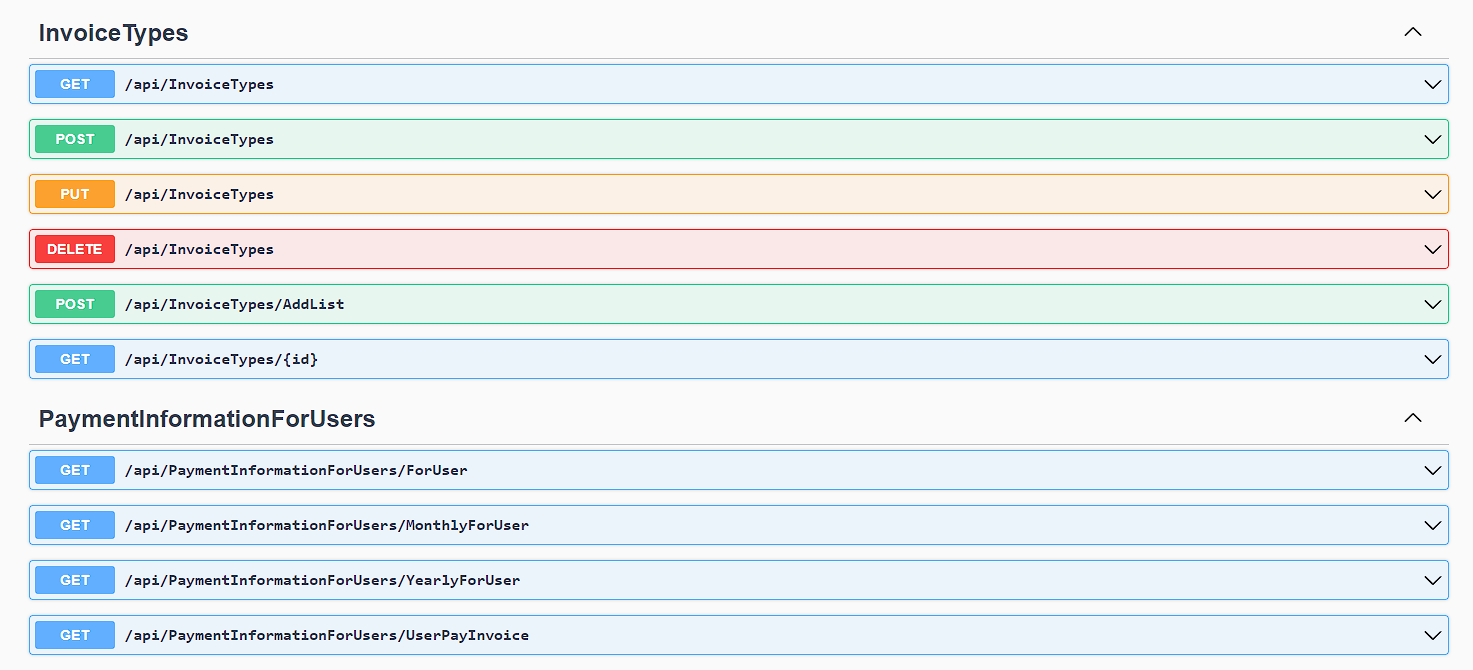 InvoiceTypes
GET /api/InvoiceTypes
POST /api/InvoiceTypes
PUT /api/InvoiceTypes
DELETE /api/InvoiceTypes
POST /api/InvoiceTypes/AddList
GET /api/InvoiceTypes/{id}
PaymentInformationForUsers
GET /api/PaymentInformationForUsers/ForUser
GET /api/PaymentInformationForUsers/MonthlyForUser
GET /api/PaymentInformationForUsers/YearlyForUser
GET /api/PaymentInformationForUsers/UserPayInvoice